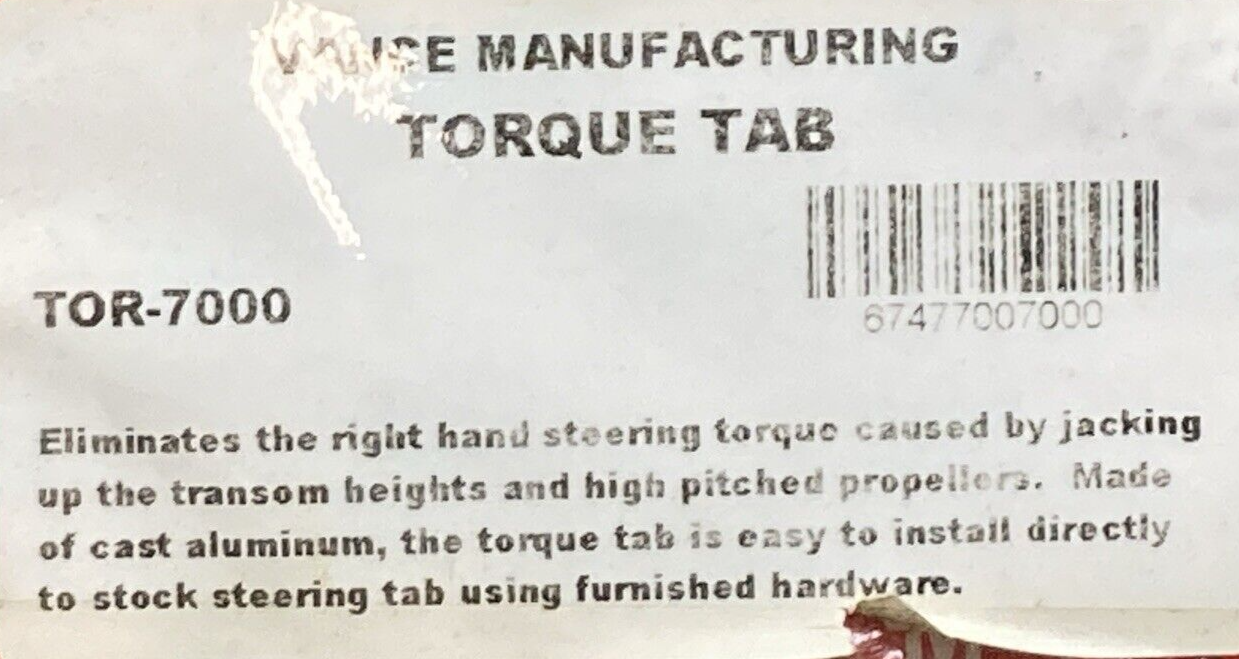 VANCE MANUFACTURING
TORQUE TAB
TOR-7000
67477007000
Eliminates the right hand steering torque caused by jacking
up the transom heights and high pitched propellers. Made
of cast aluminum, the torque tab is easy to install directly
to stock steering tab using furnished hardware.